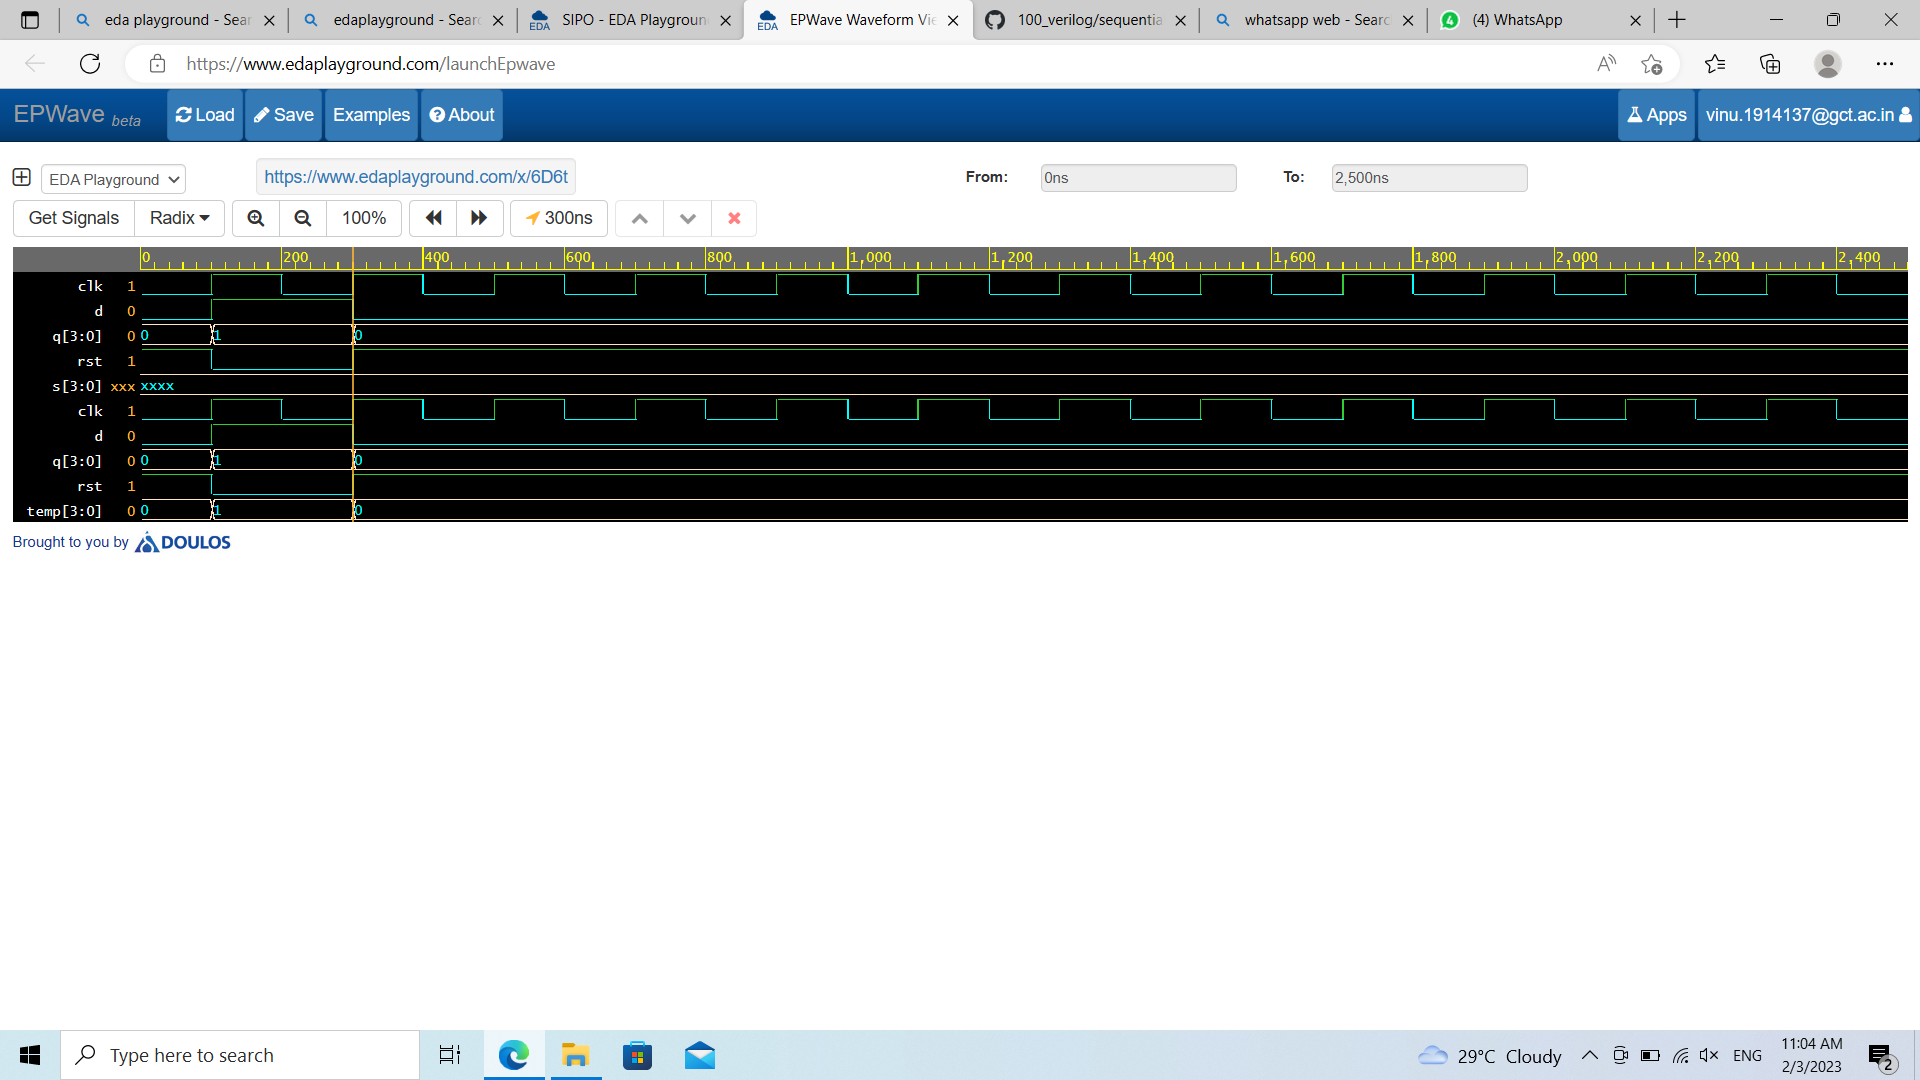 eda playground - Sear
edaplayground - Searc
SIPO - EDA Playground
EPWave Waveform Vie
100_verilog/sequentia
whatsapp web - Searc
4
(4) WhatsApp
EDA
EDA
https://www.edaplayground.com/launchEpwave
EPWave beta
Load
Save
Examples
About
Apps
vinu.1914137@gct.ac.in
EDA Playground
https://www.edaplayground.com/x/6D6t
From:
0ns
To:
2,500ns
Get Signals
Radix
100%
300ns
0 200 400 600 800 1,000 1,200 1,400 1,600 1,800 2,000 2,200 2,400
clk 1
d 0
q[3:0] 0 0 1 0
rst 1
s[3:0] xxx xxxx
clk 1
d 0
q[3:0] 0 0 1 0
rst 1
temp[3:0] 0 0 1 0
Brought to you by DOULOS
Type here to search
29°C Cloudy
ENG
11:04 AM
2/3/2023
2